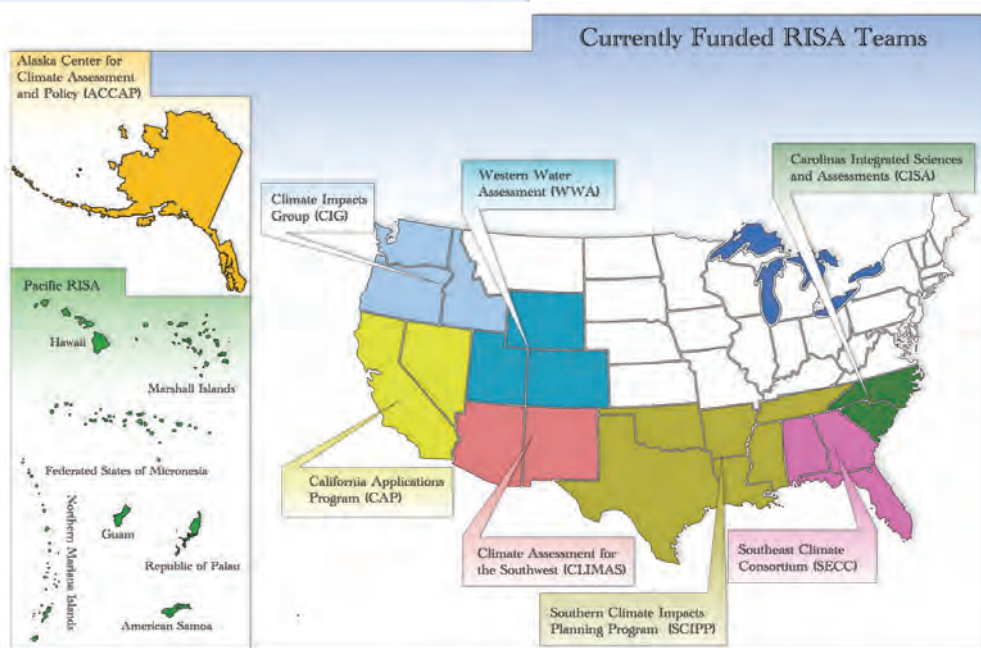 Currently Funded RISA Teams
Alaska Center for
Climate Assessment
and Policy (ACCAP)
Carolinas Integrated Sciences
and Assessments (CISA)
Western Water
Assessment (WWA)
Climate Impacts
Group (CIG)
Pacific RISA
Hawaii
Marshall Islands
Federated States of Micronesia
Northern Mariana Islands
Guam
Republic of Palau
American Samoa
California Applications
Program (CAP)
Climate Assessment for
the Southwest (CLIMAS)
Southeast Climate
Consortium (SECC)
Southern Climate Impacts
Planning Program (SCIPP)